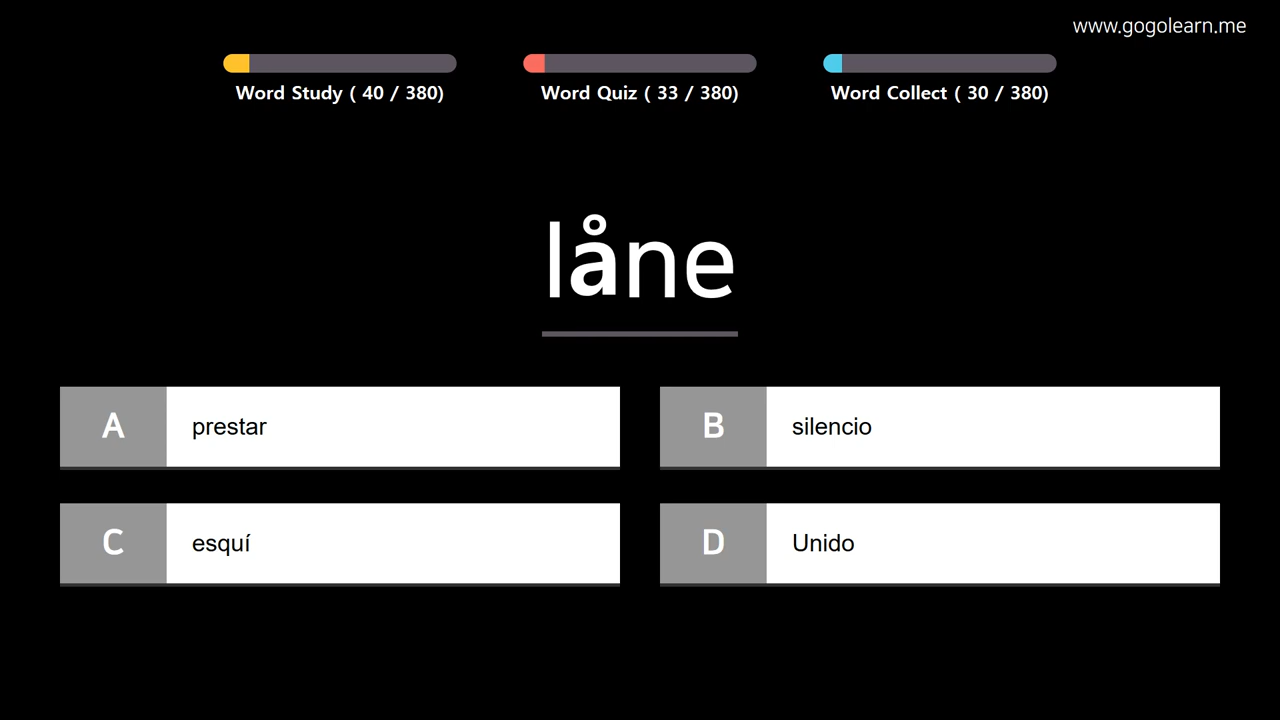 www.gogolearn.me
Word Study ( 40 / 380)
Word Quiz ( 33 / 380)
Word Collect ( 30 / 380)
låne
A prestar
B silencio
C esquí
D Unido